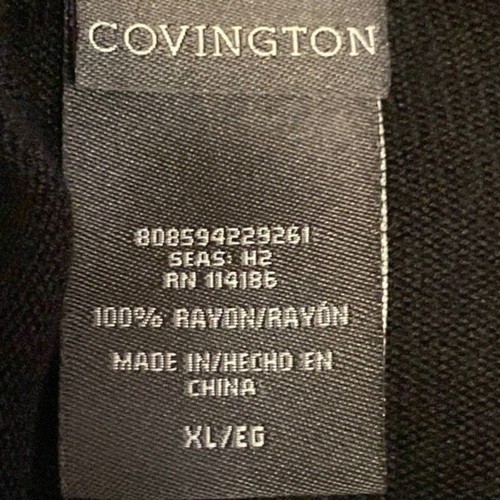 COVINGTON
808594229261
SEAS: H2
RN 114186
100% RAYON/RAYÓN
MADE IN/HECHO EN
CHINA
XL/EG